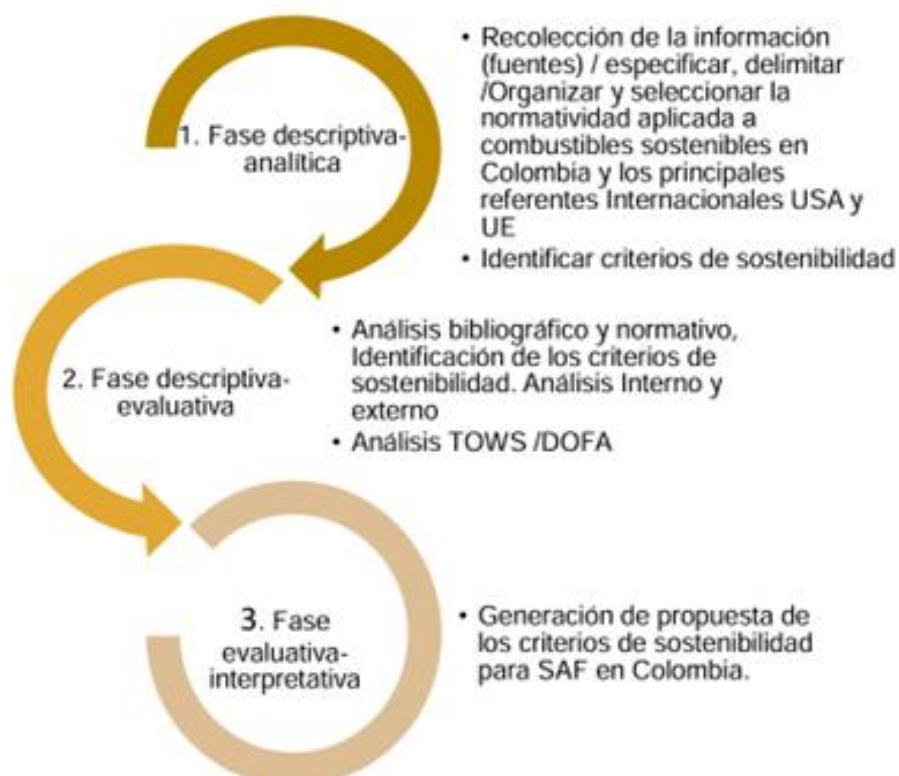 1. Fase descriptiva-
analítica
• Recolección de la información
(fuentes) / especificar, delimitar
/Organizar y seleccionar la
normatividad aplicada a
combustibles sostenibles en
Colombia y los principales
referentes Internacionales USA y
UE
• Identificar criterios de sostenibilidad
2. Fase descriptiva-
evaluativa
• Análisis bibliográfico y normativo,
Identificación de los criterios de
sostenibilidad. Análisis Interno y
externo
• Análisis TOWS /DOFA
3. Fase
evaluativa-
interpretativa
• Generación de propuesta de
los criterios de sostenibilidad
para SAF en Colombia.